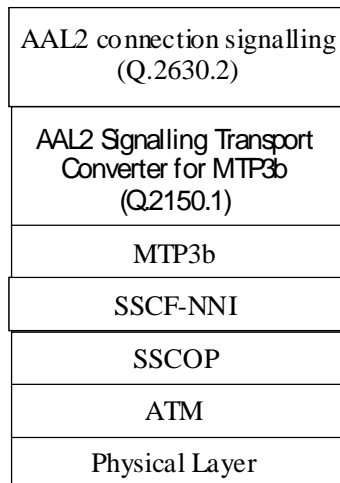 AAL2 connection signalling
(Q.2630.2)
AAL2 Signalling Transport
Converter for MTP3b
(Q.2150.1)
MTP3b
SSCF-NNI
SSCOP
ATM
Physical Layer